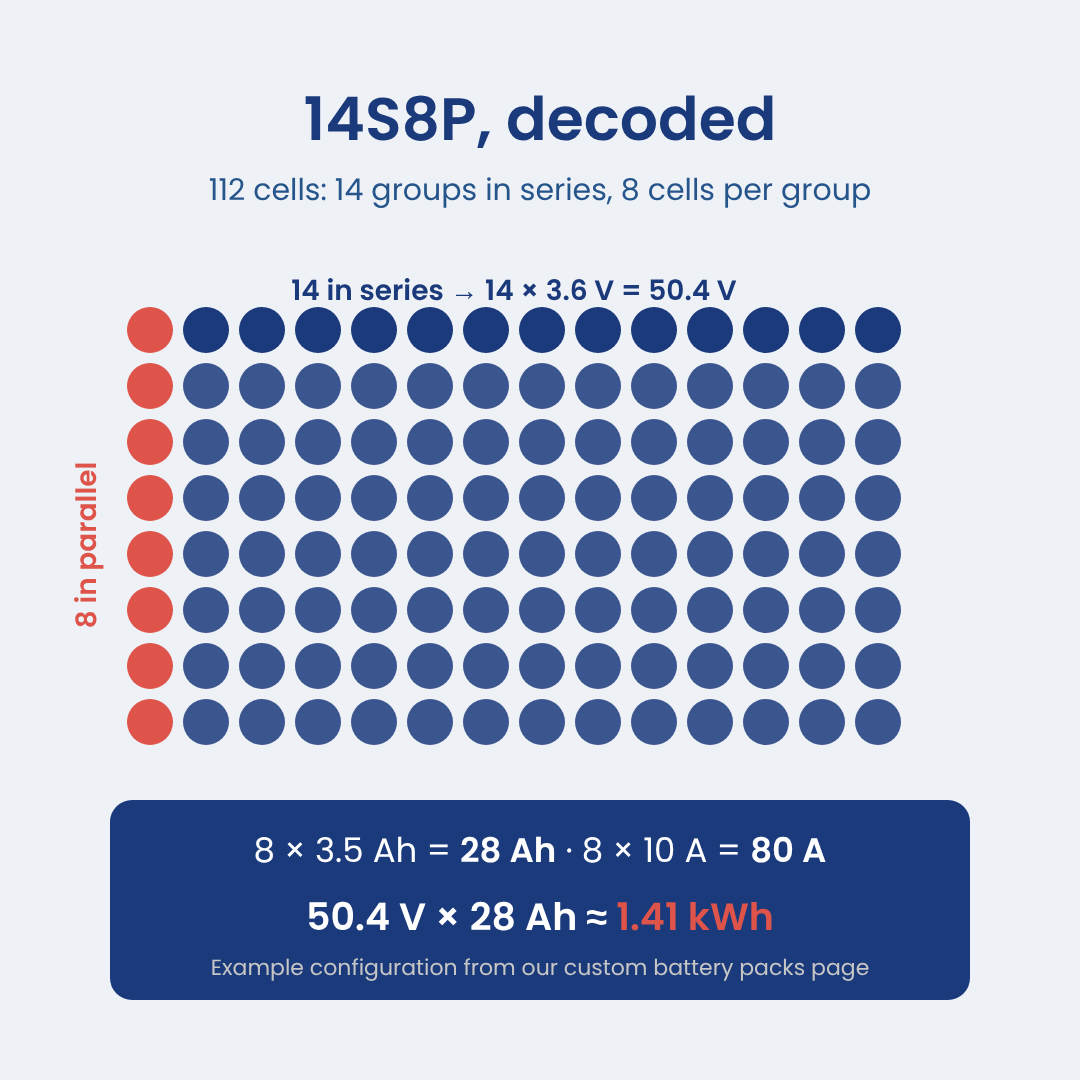 14S8P, decoded
112 cells: 14 groups in series, 8 cells per group
14 in series → 14 × 3.6 V = 50.4 V
8 in parallel
8 × 3.5 Ah = 28 Ah · 8 × 10 A = 80 A
50.4 V × 28 Ah ≈ 1.41 kWh
Example configuration from our custom battery packs page